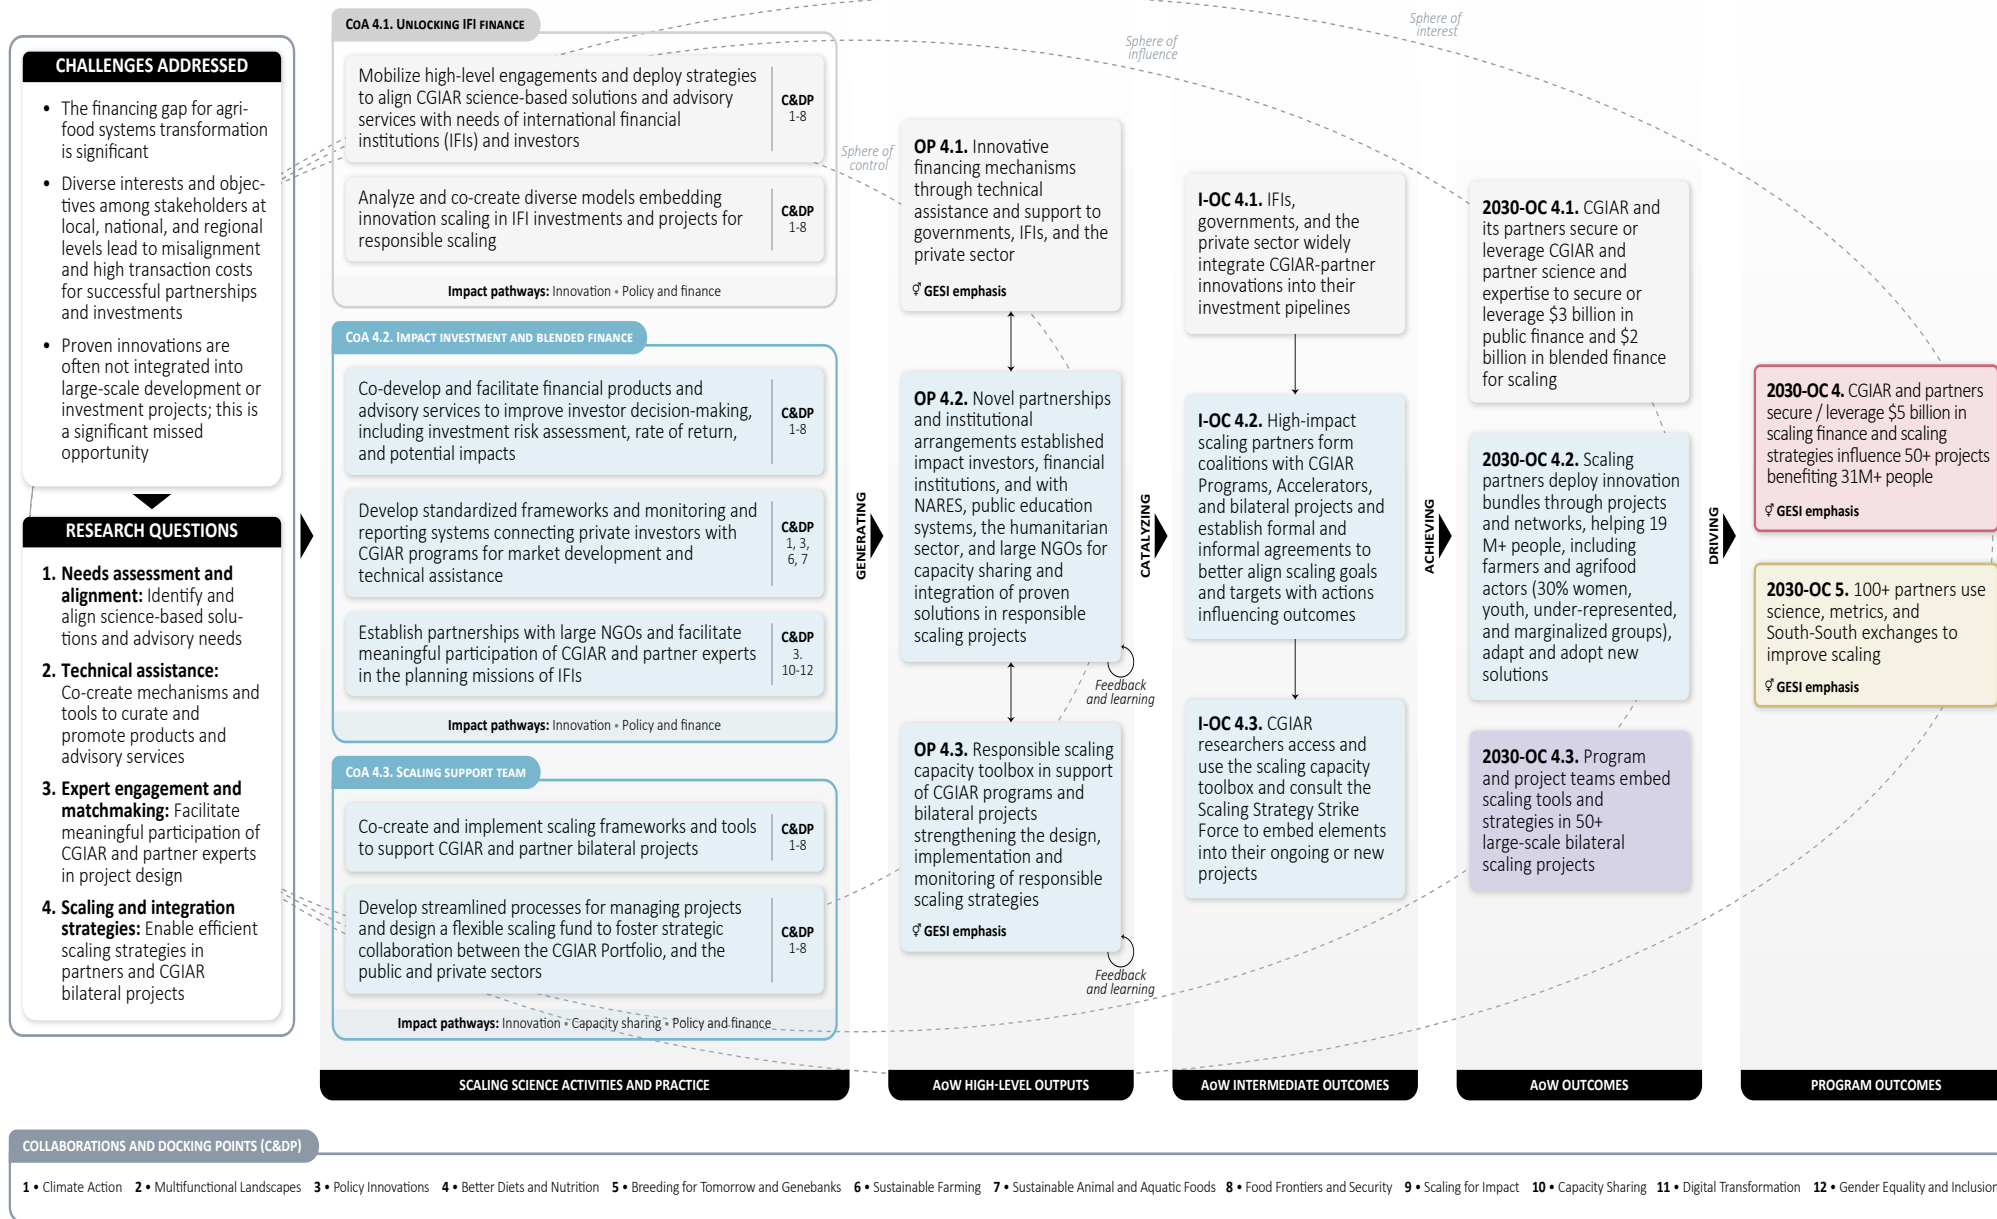 CHALLENGES ADDRESSED
• The financing gap for agri-
food systems transformation
is significant
• Diverse interests and objec-
tives among stakeholders at
local, national, and regional
levels lead to misalignment
and high transaction costs
for successful partnerships
and investments
• Proven innovations are
often not integrated into
large-scale development or
investment projects; this is
a significant missed
opportunity
RESEARCH QUESTIONS
1. Needs assessment and
alignment: Identify and
align science-based solu-
tions and advisory needs
2. Technical assistance:
Co-create mechanisms and
tools to curate and
promote products and
advisory services
3. Expert engagement and
matchmaking: Facilitate
meaningful participation of
CGIAR and partner experts
in project design
4. Scaling and integration
strategies: Enable efficient
scaling strategies in
partners and CGIAR
bilateral projects
CoA 4.1. Unlocking IFI finance
Mobilize high-level engagements and deploy strategies
to align CGIAR science-based solutions and advisory
services with needs of international financial
institutions (IFIs) and investors
C&DP
1-8
Analyze and co-create diverse models embedding
innovation scaling in IFI investments and projects for
responsible scaling
C&DP
1-8
Impact pathways: Innovation • Policy and finance
CoA 4.2. Impact investment and blended finance
Co-develop and facilitate financial products and
advisory services to improve investor decision-making,
including investment risk assessment, rate of return,
and potential impacts
C&DP
1-8
Develop standardized frameworks and monitoring and
reporting systems connecting private investors with
CGIAR programs for market development and
technical assistance
C&DP
1, 3,
6, 7
Establish partnerships with large NGOs and facilitate
meaningful participation of CGIAR and partner experts
in the planning missions of IFIs
C&DP
3.
10-12
Impact pathways: Innovation • Policy and finance
CoA 4.3. Scaling support team
Co-create and implement scaling frameworks and tools
to support CGIAR and partner bilateral projects
C&DP
1-8
Develop streamlined processes for managing projects
and design a flexible scaling fund to foster strategic
collaboration between the CGIAR Portfolio, and the
public and private sectors
C&DP
1-8
Impact pathways: Innovation • Capacity sharing • Policy and finance
SCALING SCIENCE ACTIVITIES AND PRACTICE
GENERATING
Sphere of
control
OP 4.1. Innovative
financing mechanisms
through technical
assistance and support to
governments, IFIs, and the
private sector
⚥ GESI emphasis
OP 4.2. Novel partnerships
and institutional
arrangements established
impact investors, financial
institutions, and with
NARES, public education
systems, the humanitarian
sector, and large NGOs for
capacity sharing and
integration of proven
solutions in responsible
scaling projects
Feedback
and learning
OP 4.3. Responsible scaling
capacity toolbox in support
of CGIAR programs and
bilateral projects
strengthening the design,
implementation and
monitoring of responsible
scaling strategies
⚥ GESI emphasis
Feedback
and learning
AoW HIGH-LEVEL OUTPUTS
CATALYZING
Sphere of
influence
I-OC 4.1. IFIs,
governments, and the
private sector widely
integrate CGIAR-partner
innovations into their
investment pipelines
I-OC 4.2. High-impact
scaling partners form
coalitions with CGIAR
Programs, Accelerators,
and bilateral projects and
establish formal and
informal agreements to
better align scaling goals
and targets with actions
influencing outcomes
I-OC 4.3. CGIAR
researchers access and
use the scaling capacity
toolbox and consult the
Scaling Strategy Strike
Force to embed elements
into their ongoing or new
projects
AoW INTERMEDIATE OUTCOMES
ACHIEVING
Sphere of
interest
2030-OC 4.1. CGIAR and
its partners secure or
leverage CGIAR and
partner science and
expertise to secure or
leverage $3 billion in
public finance and $2
billion in blended finance
for scaling
2030-OC 4.2. Scaling
partners deploy innovation
bundles through projects
and networks, helping 19
M+ people, including
farmers and agrifood
actors (30% women,
youth, under-represented,
and marginalized groups),
adapt and adopt new
solutions
2030-OC 4.3. Program
and project teams embed
scaling tools and
strategies in 50+
large-scale bilateral
scaling projects
AoW OUTCOMES
DRIVING
2030-OC 4. CGIAR and partners
secure / leverage $5 billion in
scaling finance and scaling
strategies influence 50+ projects
benefiting 31M+ people
⚥ GESI emphasis
2030-OC 5. 100+ partners use
science, metrics, and
South-South exchanges to
improve scaling
⚥ GESI emphasis
PROGRAM OUTCOMES
COLLABORATIONS AND DOCKING POINTS (C&DP)
1 • Climate Action 2 • Multifunctional Landscapes 3 • Policy Innovations 4 • Better Diets and Nutrition 5 • Breeding for Tomorrow and Genebanks 6 • Sustainable Farming 7 • Sustainable Animal and Aquatic Foods 8 • Food Frontiers and Security 9 • Scaling for Impact 10 • Capacity Sharing 11 • Digital Transformation 12 • Gender Equality and Inclusion